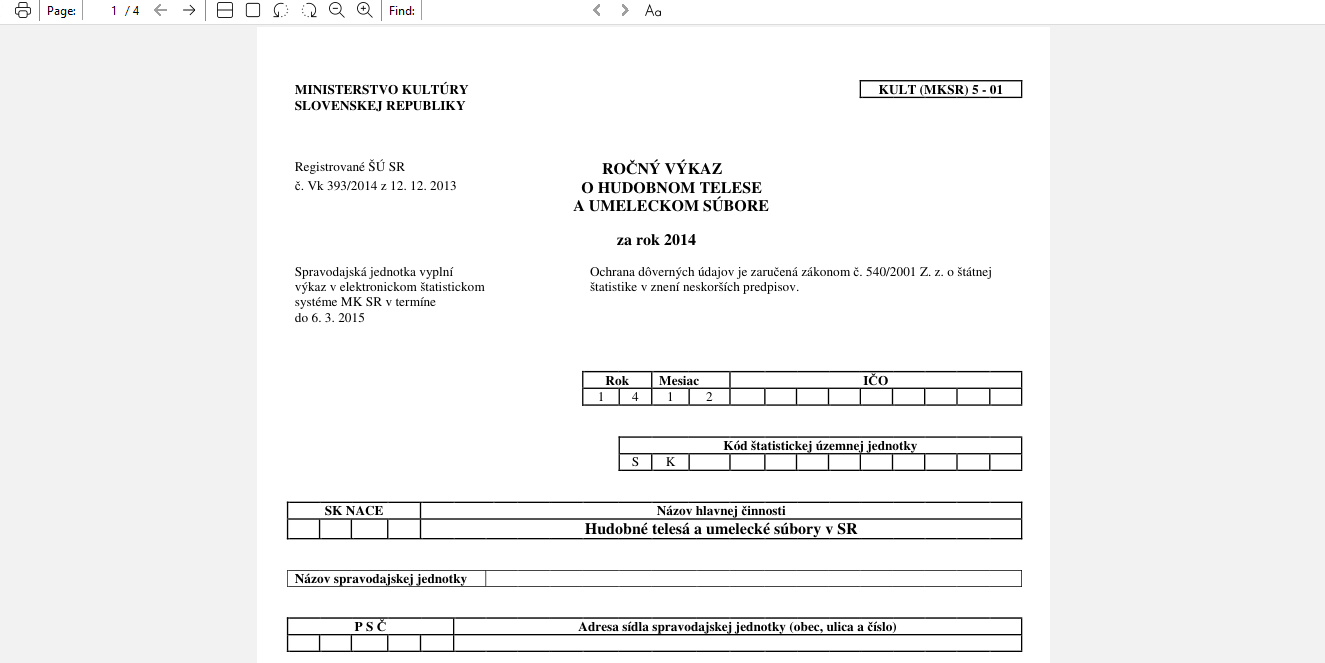 Page: 1 / 4 Find: Aa
MINISTERSTVO KULTÚRY
SLOVENSKEJ REPUBLIKY
KULT (MKSR) 5 - 01
Registrované ŠÚ SR
č. Vk 393/2014 z 12. 12. 2013
ROČNÝ VÝKAZ
O HUDOBNOM TELESE
A UMELECKOM SÚBORE
za rok 2014
Spravodajská jednotka vyplní
výkaz v elektronickom štatistickom
systéme MK SR v termíne
do 6. 3. 2015
Ochrana dôverných údajov je zaručená zákonom č. 540/2001 Z. z. o štátnej
štatistike v znení neskorších predpisov.
Rok Mesiac IČO
1 4 1 2
Kód štatistickej územnej jednotky
S K
SK NACE Názov hlavnej činnosti
Hudobné telesá a umelecké súbory v SR
Názov spravodajskej jednotky
P S Č Adresa sídla spravodajskej jednotky (obec, ulica a číslo)